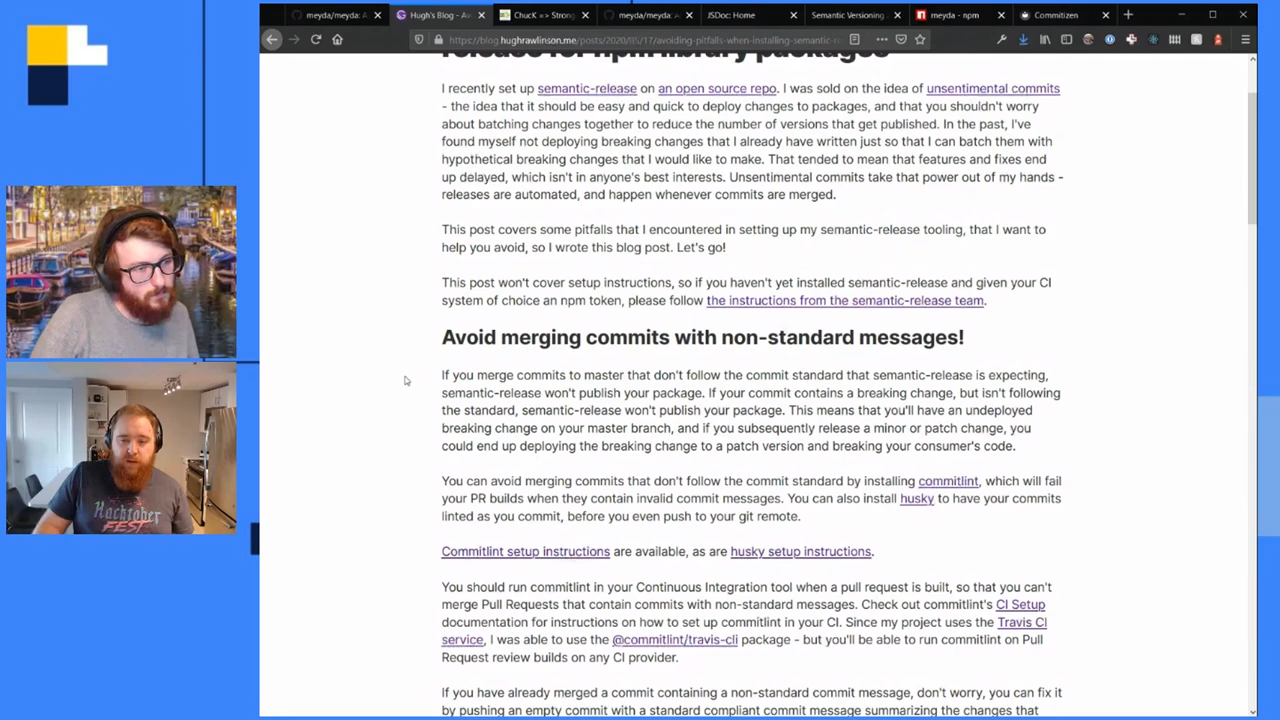 meyda/meyda: A
Hugh's Blog - Av
ChucK => Strong
meyda/meyda: A
JSDoc: Home
Semantic Versioning
meyda - npm
Commitizen
https://blog.hughrawlinson.me/posts/2020/05/17/avoiding-pitfalls-when-installing-semantic-re
release for npm library packages
I recently set up semantic-release on an open source repo. I was sold on the idea of unsentimental commits
- the idea that it should be easy and quick to deploy changes to packages, and that you shouldn't worry
about batching changes together to reduce the number of versions that get published. In the past, I've
found myself not deploying breaking changes that I already have written just so that I can batch them with
hypothetical breaking changes that I would like to make. That tended to mean that features and fixes end
up delayed, which isn't in anyone's best interests. Unsentimental commits take that power out of my hands -
releases are automated, and happen whenever commits are merged.
This post covers some pitfalls that I encountered in setting up my semantic-release tooling, that I want to
help you avoid, so I wrote this blog post. Let's go!
This post won't cover setup instructions, so if you haven't yet installed semantic-release and given your CI
system of choice an npm token, please follow the instructions from the semantic-release team.
Avoid merging commits with non-standard messages!
If you merge commits to master that don't follow the commit standard that semantic-release is expecting,
semantic-release won't publish your package. If your commit contains a breaking change, but isn't following
the standard, semantic-release won't publish your package. This means that you'll have an undeployed
breaking change on your master branch, and if you subsequently release a minor or patch change, you
could end up deploying the breaking change to a patch version and breaking your consumer's code.
You can avoid merging commits that don't follow the commit standard by installing commitlint, which will fail
your PR builds when they contain invalid commit messages. You can also install husky to have your commits
linted as you commit, before you even push to your git remote.
Commitlint setup instructions are available, as are husky setup instructions.
You should run commitlint in your Continuous Integration tool when a pull request is built, so that you can't
merge Pull Requests that contain commits with non-standard messages. Check out commitlint's CI Setup
documentation for instructions on how to set up commitlint in your CI. Since my project uses the Travis CI
service, I was able to use the @commitlint/travis-cli package - but you'll be able to run commitlint on Pull
Request review builds on any CI provider.
If you have already merged a commit containing a non-standard commit message, don't worry, you can fix it
by pushing an empty commit with a standard compliant commit message summarizing the changes that
Hacktober
FEST